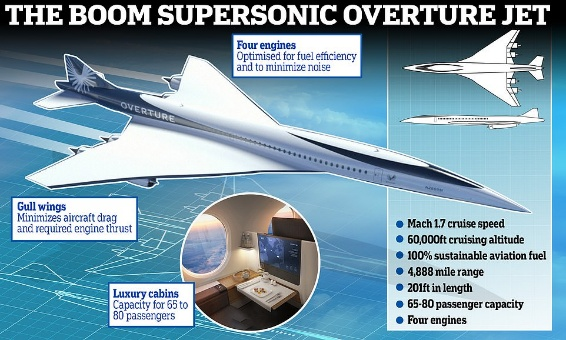 THE BOOM SUPERSONIC OVERTURE JET
Four engines
Optimised for fuel efficiency
and to minimize noise
OVERTURE
Gull wings
Minimizes aircraft drag
and required engine thrust
Luxury cabins
Capacity for 65 to
80 passengers
Mach 1.7 cruise speed
60,000ft cruising altitude
100% sustainable aviation fuel
4,888 mile range
201ft in length
65-80 passenger capacity
Four engines